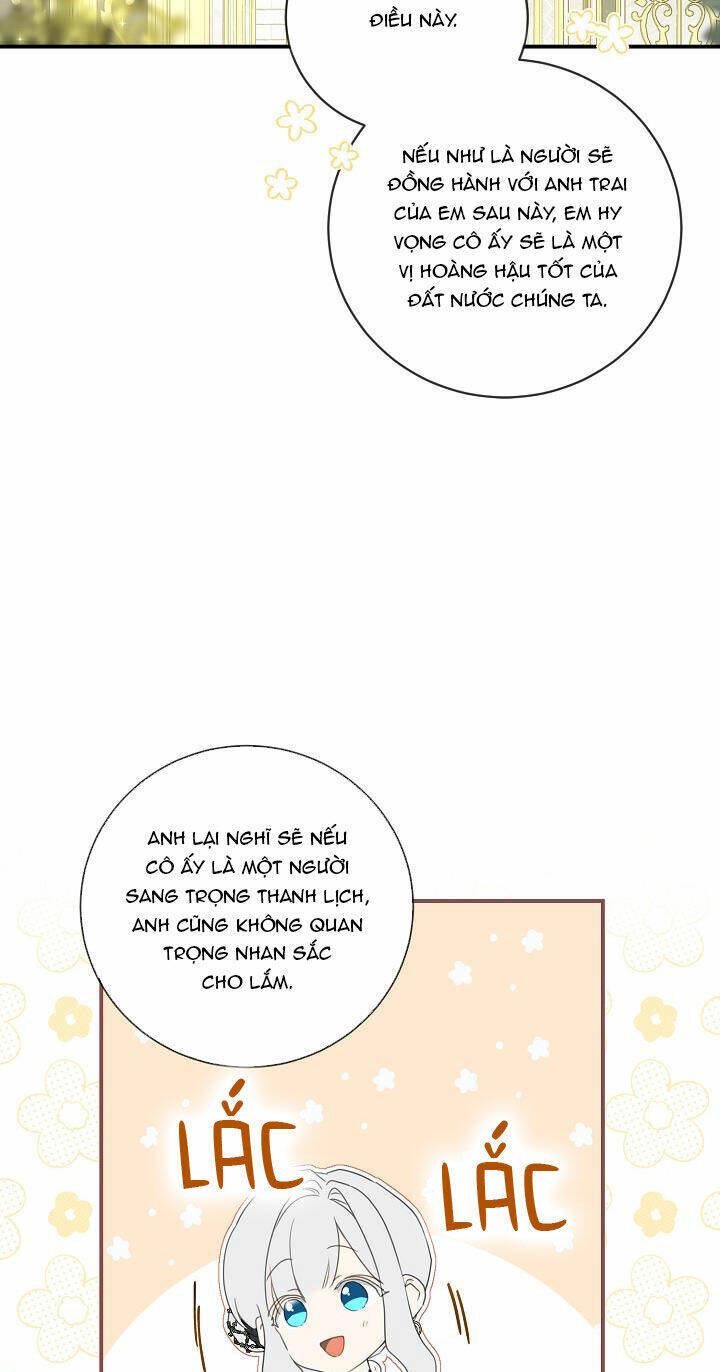 ĐIỀU NÀY.
NẾU NHƯ LÀ NGƯỜI SẼ
ĐỒNG HÀNH VỚI ANH TRAI
CỦA EM SAU NÀY, EM HY
VỌNG CÔ ẤY SẼ LÀ MỘT
VỊ HOÀNG HẬU TỐT CỦA
ĐẤT NƯỚC CHÚNG TA.
ANH LẠI NGHĨ SẼ NẾU
CÔ ẤY LÀ MỘT NGƯỜI
SANG TRỌNG THANH LỊCH,
ANH CŨNG KHÔNG QUAN
TRỌNG NHAN SẮC
CHO LẮM.
LẮC
LẮC